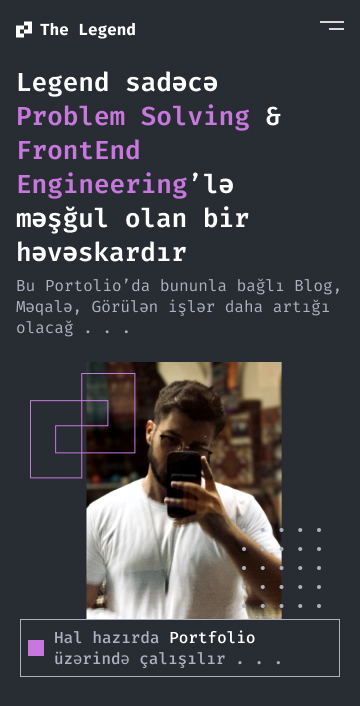 The Legend
Legend sadəcə
Problem Solving &
FrontEnd
Engineering’lə
məşğul olan bir
həvəskardır
Bu Portolio’da bununla bağlı Blog,
Məqalə, Görülən işlər daha artığı
olacağ . . .
Hal hazırda Portfolio
üzərində çalışılır . . .